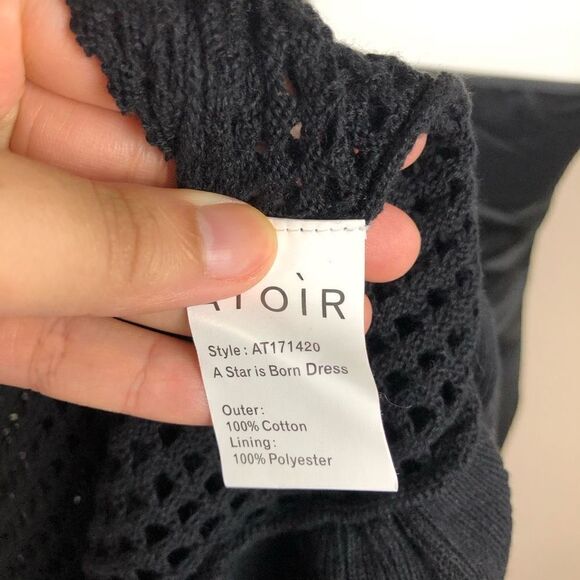 ATOÌR
Style: AT171420
A Star is Born Dress
Outer:
100% Cotton
Lining:
100% Polyester